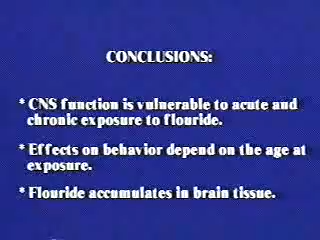 CONCLUSIONS:
* CNS function is vulnerable to acute and
chronic exposure to flouride.
* Effects on behavior depend on the age at
exposure.
* Flouride accumulates in brain tissue.